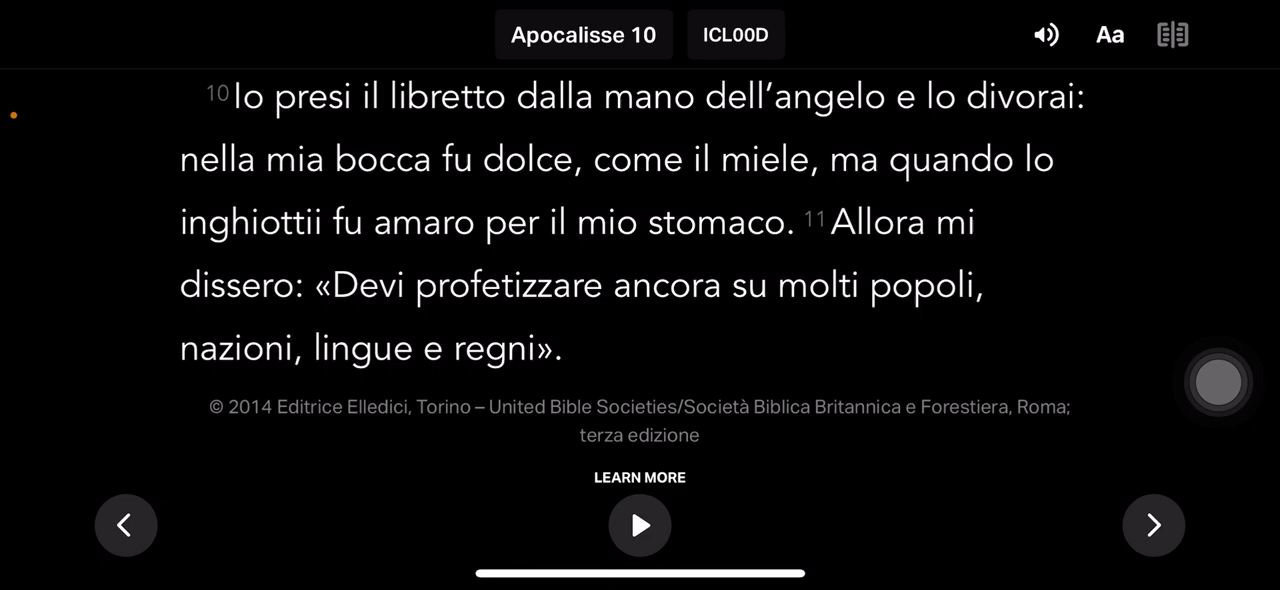 Apocalisse 10 ICL00D
Aa
10 Io presi il libretto dalla mano dell’angelo e lo divorai:
nella mia bocca fu dolce, come il miele, ma quando lo
inghiottii fu amaro per il mio stomaco. 11 Allora mi
dissero: «Devi profetizzare ancora su molti popoli,
nazioni, lingue e regni».
© 2014 Editrice Elledici, Torino – United Bible Societies/Società Biblica Britannica e Forestiera, Roma;
terza edizione
LEARN MORE